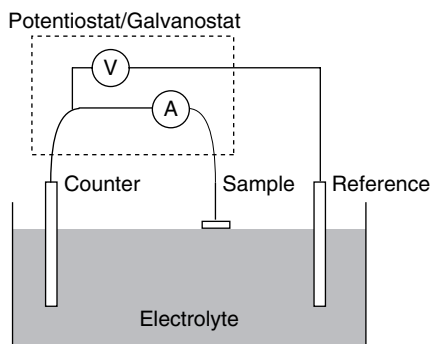 Potentiostat/Galvanostat
V
A
Counter
Sample
Reference
Electrolyte